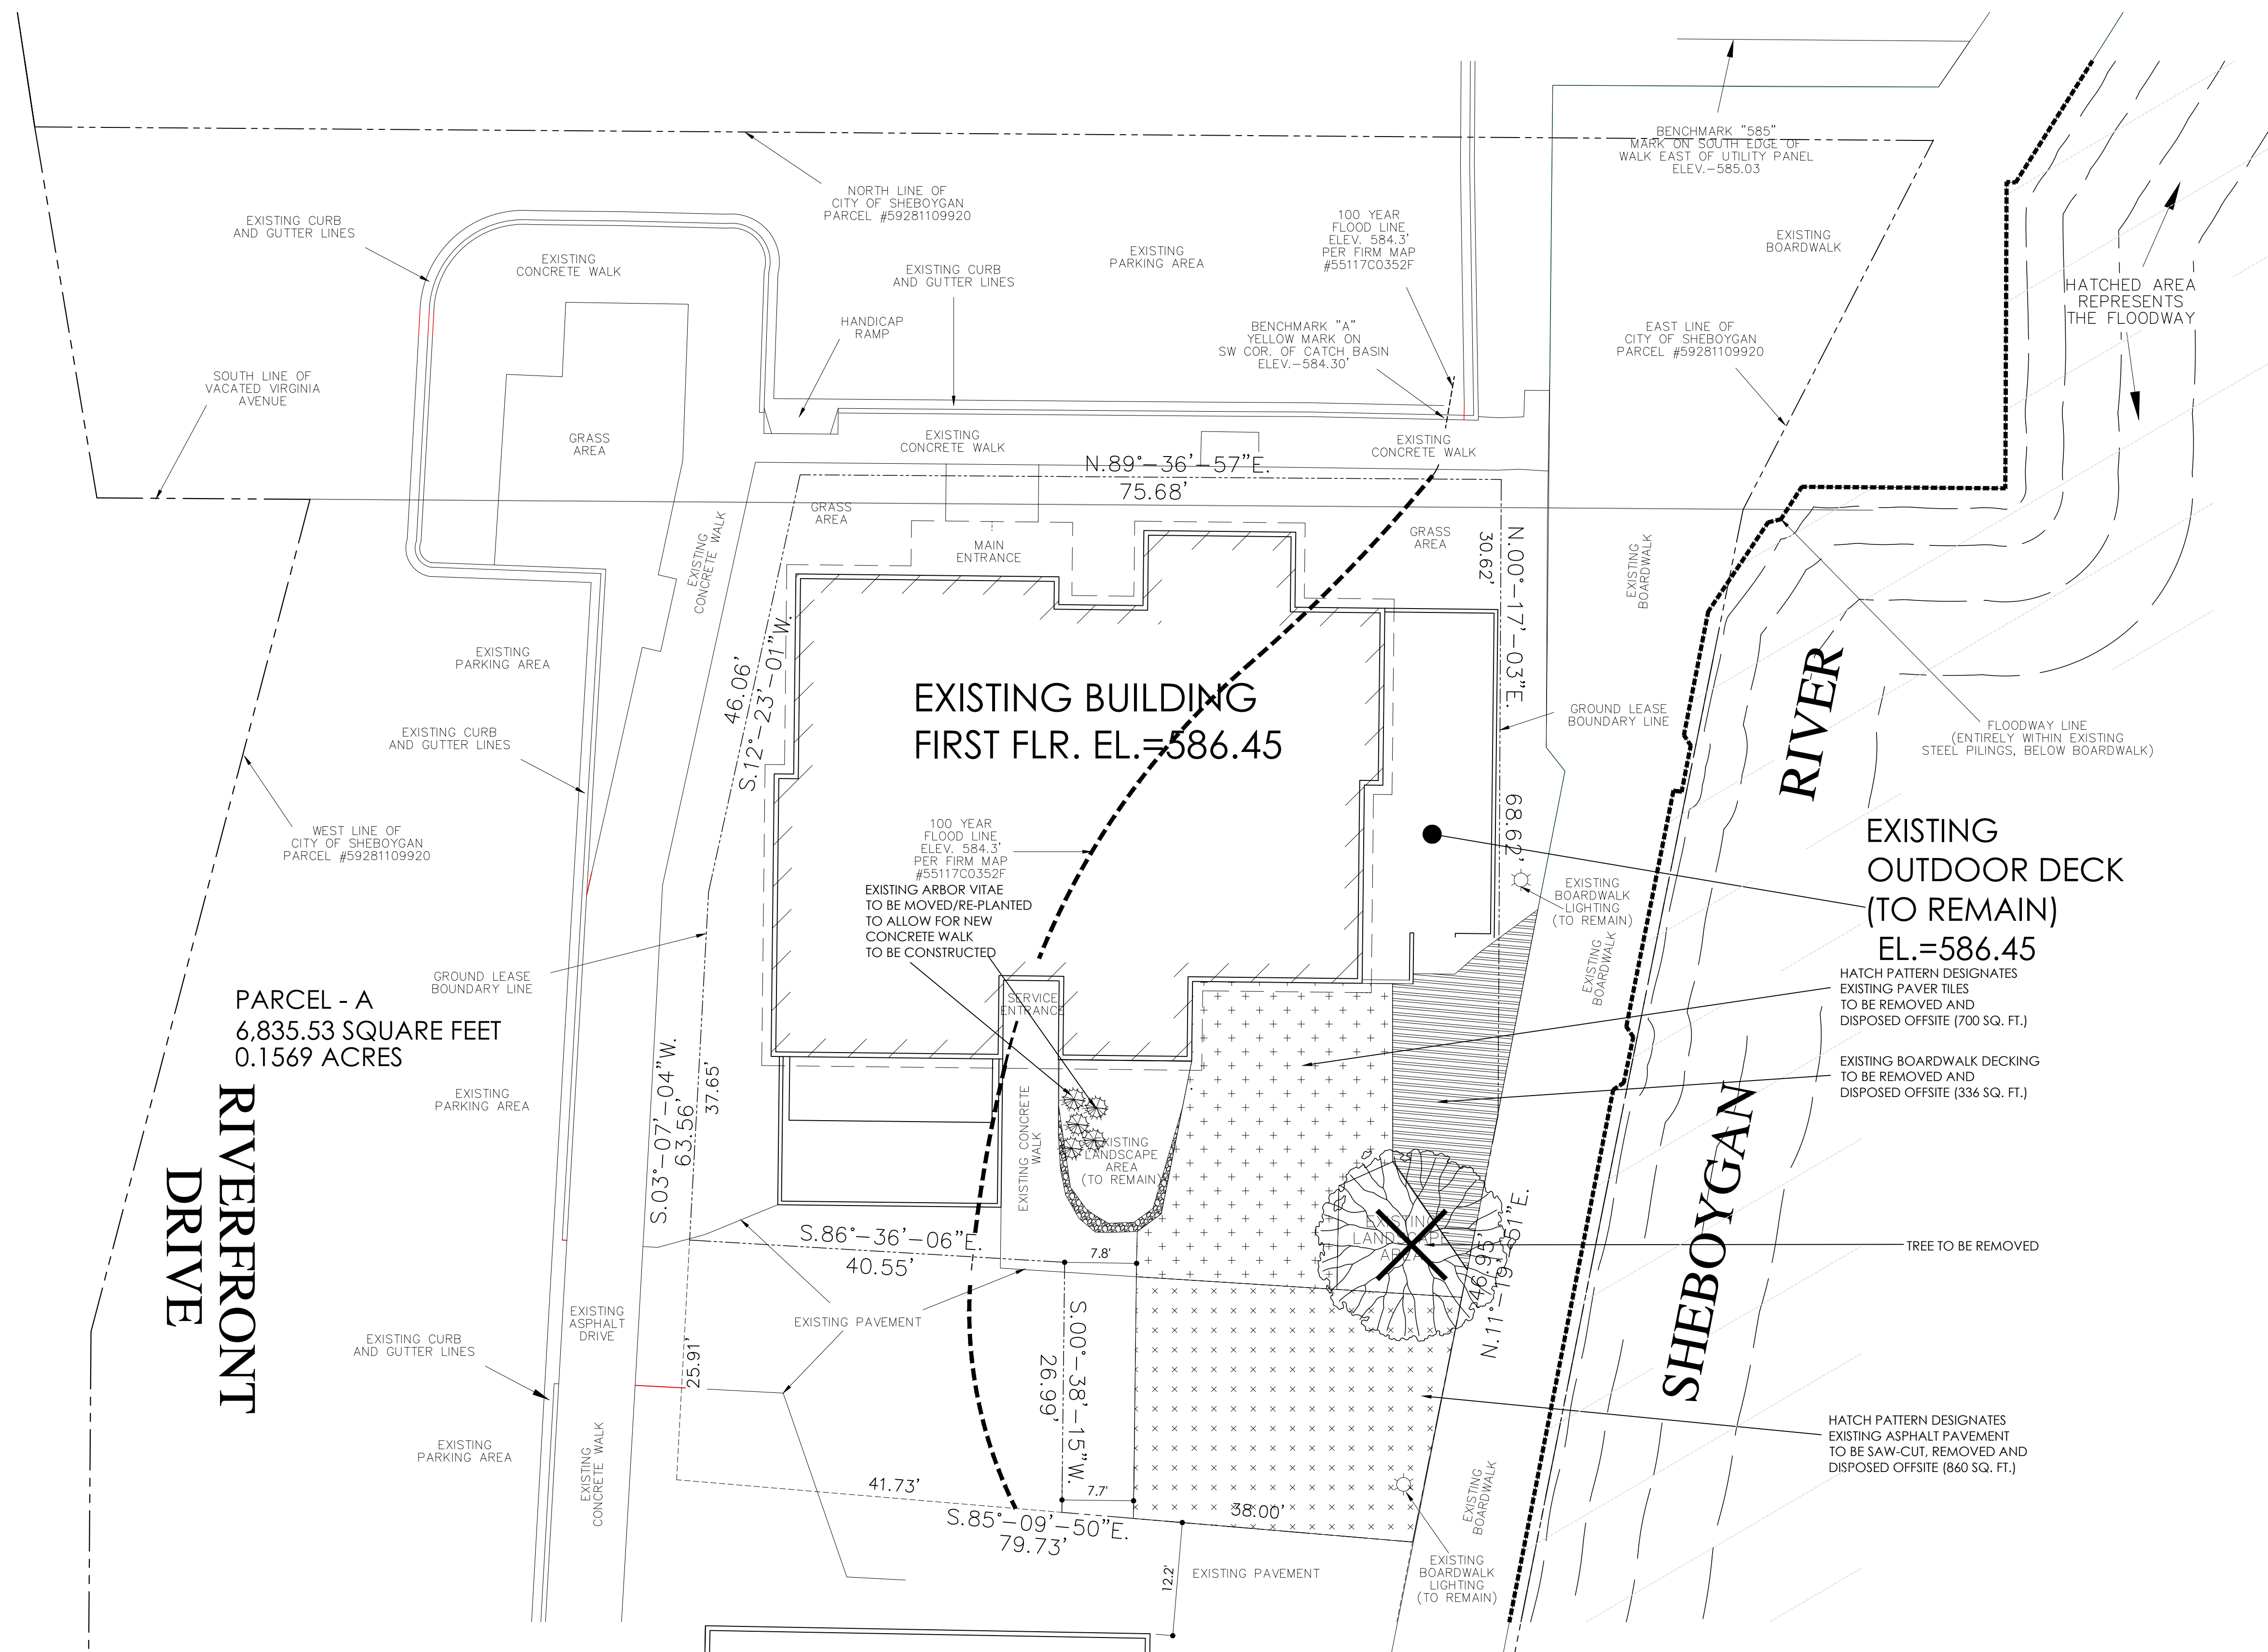 BENCHMARK "585"
MARK ON SOUTH EDGE OF
WALK EAST OF UTILITY PANEL
ELEV.-585.03
NORTH LINE OF
CITY OF SHEBOYGAN
PARCEL #59281109920
EXISTING CURB
AND GUTTER LINES
EXISTING
CONCRETE WALK
100 YEAR
FLOOD LINE
ELEV. 584.3'
PER FIRM MAP
#55117C0352F
EXISTING
PARKING AREA
EXISTING
BOARDWALK
EXISTING CURB
AND GUTTER LINES
HATCHED AREA
REPRESENTS
THE FLOODWAY
HANDICAP
RAMP
BENCHMARK "A"
YELLOW MARK ON
SW COR. OF CATCH BASIN
ELEV.-584.30'
EAST LINE OF
CITY OF SHEBOYGAN
PARCEL #59281109920
SOUTH LINE OF
VACATED VIRGINIA
AVENUE
GRASS
AREA
EXISTING
CONCRETE WALK
EXISTING
CONCRETE WALK
N.89°-36'-57"E.
75.68'
GRASS
AREA
GRASS
AREA
MAIN
ENTRANCE
EXISTING
CONCRETE WALK
30.62'
N.00°-17'-03"E.
68.62'
EXISTING
BOARDWALK
EXISTING
PARKING AREA
46.06'
S.12°-23'-01"W.
EXISTING BUILDING
FIRST FLR. EL.=586.45
GROUND LEASE
BOUNDARY LINE
RIVER
FLOODWAY LINE
(ENTIRELY WITHIN EXISTING
STEEL PILINGS, BELOW BOARDWALK)
EXISTING CURB
AND GUTTER LINES
WEST LINE OF
CITY OF SHEBOYGAN
PARCEL #59281109920
100 YEAR
FLOOD LINE
ELEV. 584.3'
PER FIRM MAP
#55117C0352F
EXISTING ARBOR VITAE
TO BE MOVED/RE-PLANTED
TO ALLOW FOR NEW
CONCRETE WALK
TO BE CONSTRUCTED
EXISTING
BOARDWALK
LIGHTING
(TO REMAIN)
EXISTING
OUTDOOR DECK
(TO REMAIN)
EL.=586.45
EXISTING
BOARDWALK
GROUND LEASE
BOUNDARY LINE
PARCEL - A
6,835.53 SQUARE FEET
0.1569 ACRES
SERVICE
ENTRANCE
HATCH PATTERN DESIGNATES
EXISTING PAVER TILES
TO BE REMOVED AND
DISPOSED OFFSITE (700 SQ. FT.)
EXISTING BOARDWALK DECKING
TO BE REMOVED AND
DISPOSED OFFSITE (336 SQ. FT.)
EXISTING
PARKING AREA
S.03°-07'-04"W.
63.56'
37.65'
EXISTING CONCRETE
WALK
EXISTING
LANDSCAPE
AREA
(TO REMAIN)
RIVERFRONT
DRIVE
SHEBOYGAN
EXISTING
LANDSCAPE
AREA
TREE TO BE REMOVED
S.86°-36'-06"E.
40.55'
7.8'
46.95'
N.11°-19'-51"E.
EXISTING
ASPHALT
DRIVE
EXISTING PAVEMENT
EXISTING CURB
AND GUTTER LINES
25.91'
S.00°-38'-15"W.
26.99'
HATCH PATTERN DESIGNATES
EXISTING ASPHALT PAVEMENT
TO BE SAW-CUT, REMOVED AND
DISPOSED OFFSITE (860 SQ. FT.)
EXISTING
PARKING AREA
EXISTING
CONCRETE WALK
41.73'
7.7'
38.00'
S.85°-09'-50"E.
79.73'
EXISTING
BOARDWALK
12.2'
EXISTING PAVEMENT
EXISTING
BOARDWALK
LIGHTING
(TO REMAIN)